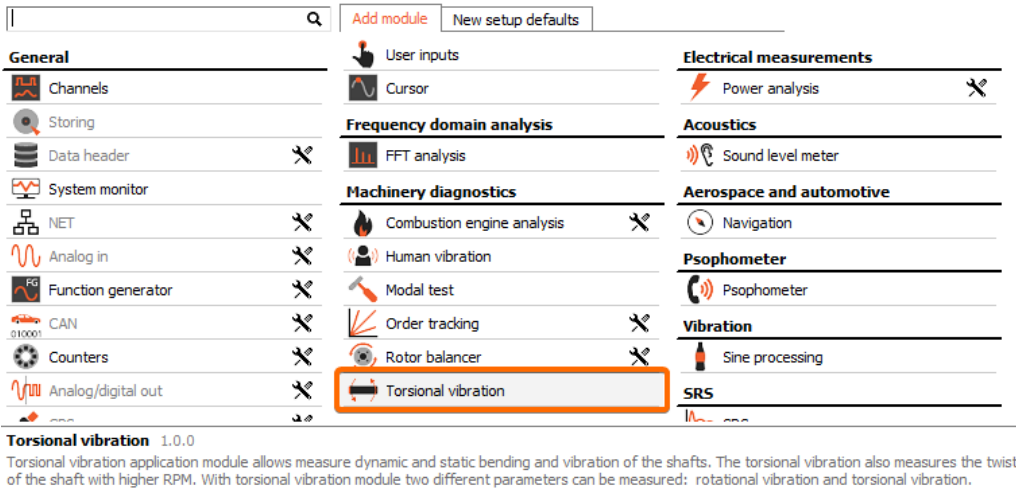 Add module
New setup defaults
General
Channels
Storing
Data header
System monitor
NET
Analog in
FG
Function generator
010001
CAN
Counters
Analog/digital out
User inputs
Cursor
Frequency domain analysis
FFT analysis
Machinery diagnostics
Combustion engine analysis
Human vibration
Modal test
Order tracking
Rotor balancer
Torsional vibration
Electrical measurements
Power analysis
Acoustics
Sound level meter
Aerospace and automotive
Navigation
Psophometer
Psophometer
Vibration
Sine processing
SRS
Torsional vibration 1.0.0
Torsional vibration application module allows measure dynamic and static bending and vibration of the shafts. The torsional vibration also measures the twist
of the shaft with higher RPM. With torsional vibration module two different parameters can be measured: rotational vibration and torsional vibration.